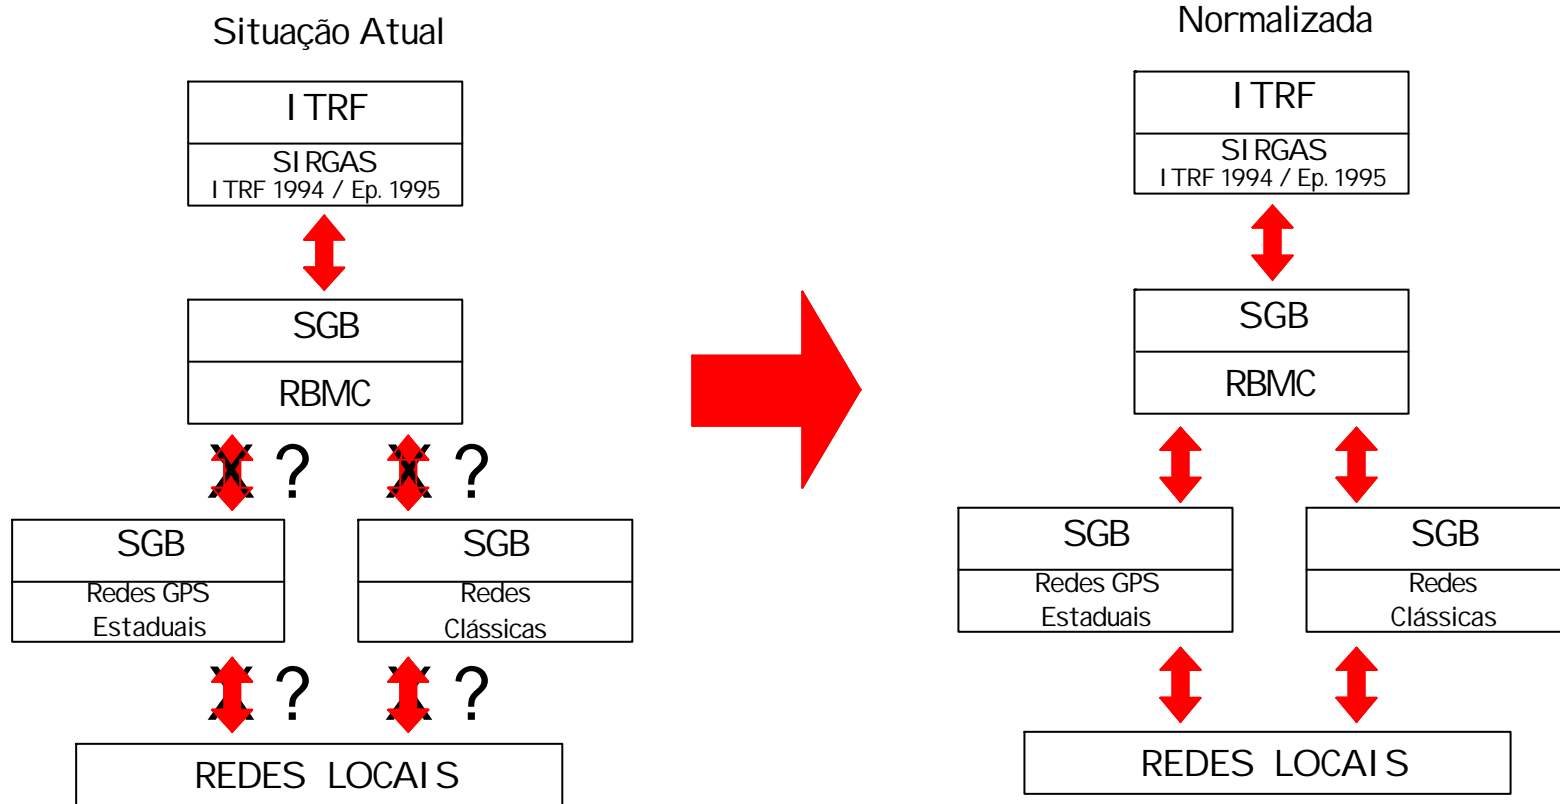 Situação Atual
ITRF
SIRGAS
ITRF 1994 / Ep. 1995
SGB
RBMC
X ? X ?
SGB
Redes GPS
Estaduais
SGB
Redes
Clássicas
X ? X ?
REDES LOCAIS
Normalizada
ITRF
SIRGAS
ITRF 1994 / Ep. 1995
SGB
RBMC
SGB
Redes GPS
Estaduais
SGB
Redes
Clássicas
REDES LOCAIS